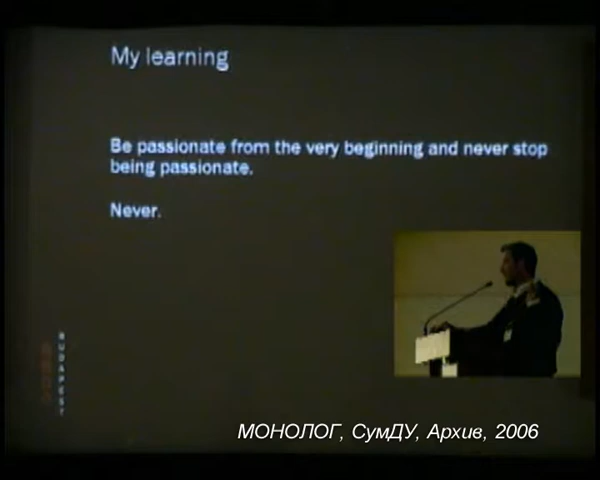 My learning
Be passionate from the very beginning and never stop
being passionate.
Never.
BUDAPEST
МОНОЛОГ, СумДУ, Архив, 2006